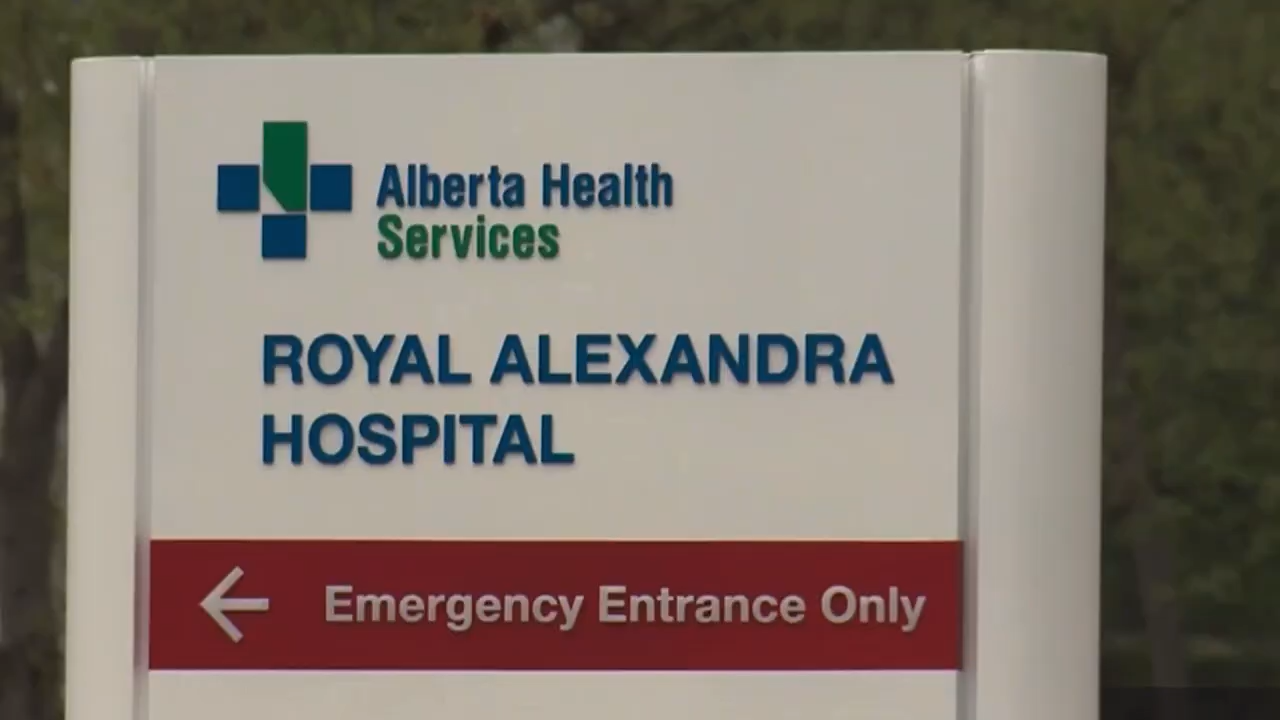 Alberta Health
Services
ROYAL ALEXANDRA
HOSPITAL
Emergency Entrance Only